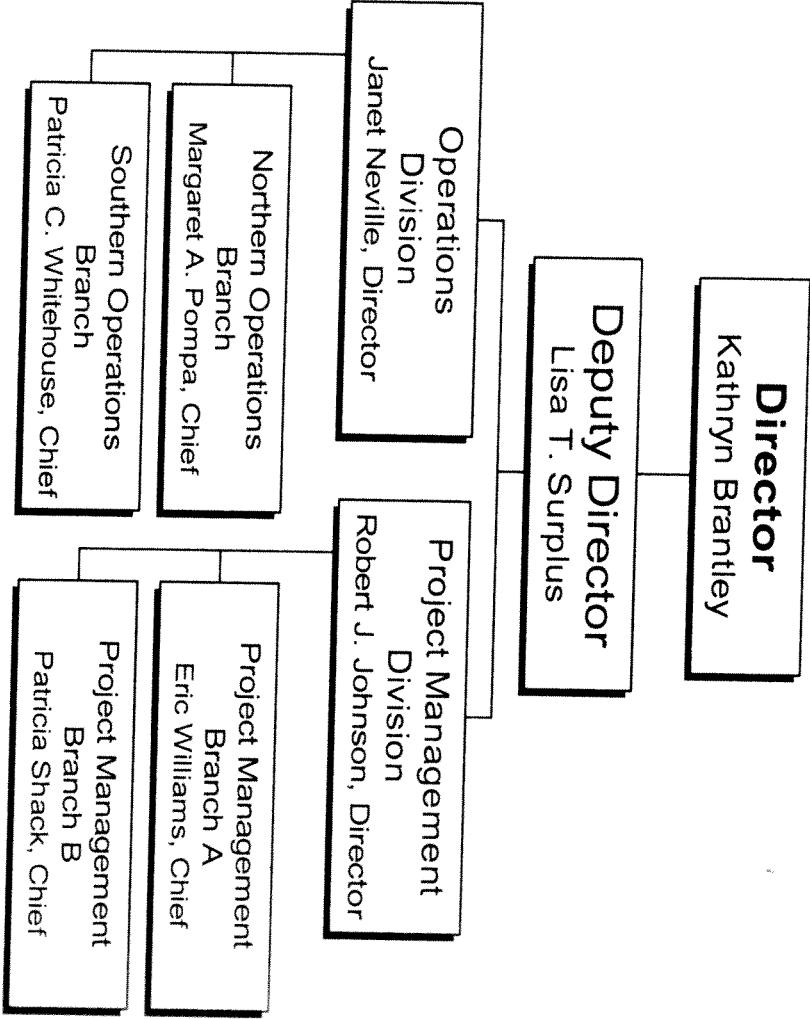 Director
Kathryn Brantley
Deputy Director
Lisa T. Surplus
Operations
Division
Janet Neville, Director
Northern Operations
Branch
Margaret A. Pompa, Chief
Southern Operations
Branch
Patricia C. Whitehouse, Chief
Project Management
Division
Robert J. Johnson, Director
Project Management
Branch A
Eric Williams, Chief
Project Management
Branch B
Patricia Shack, Chief